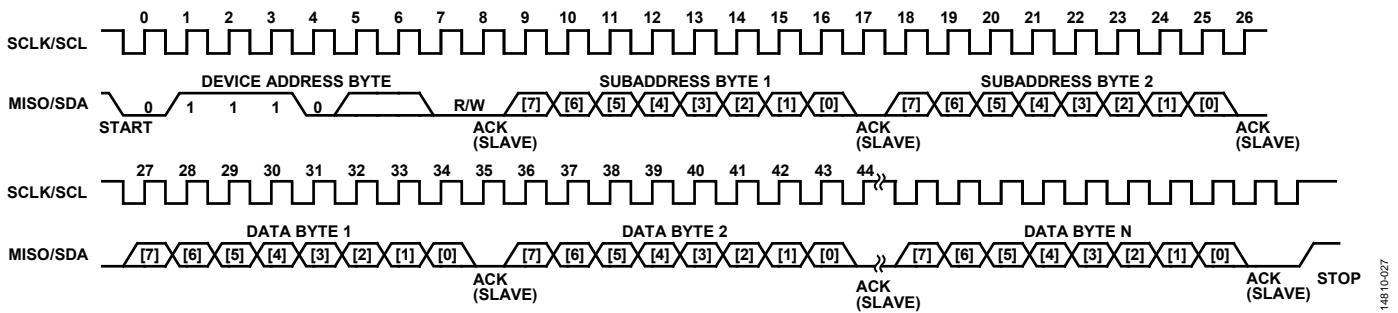 0 1 2 3 4 5 6 7 8 9 10 11 12 13 14 15 16 17 18 19 20 21 22 23 24 25 26
SCLK/SCL
DEVICE ADDRESS BYTE SUBADDRESS BYTE 1 SUBADDRESS BYTE 2
MISO/SDA 0 1 1 1 0 R/W [7] [6] [5] [4] [3] [2] [1] [0] [7] [6] [5] [4] [3] [2] [1] [0]
START ACK ACK ACK
(SLAVE) (SLAVE) (SLAVE)
27 28 29 30 31 32 33 34 35 36 37 38 39 40 41 42 43 44
SCLK/SCL
DATA BYTE 1 DATA BYTE 2 DATA BYTE N
MISO/SDA [7] [6] [5] [4] [3] [2] [1] [0] [7] [6] [5] [4] [3] [2] [1] [0] [7] [6] [5] [4] [3] [2] [1] [0]
ACK ACK ACK STOP
(SLAVE) (SLAVE) (SLAVE)
14810-027